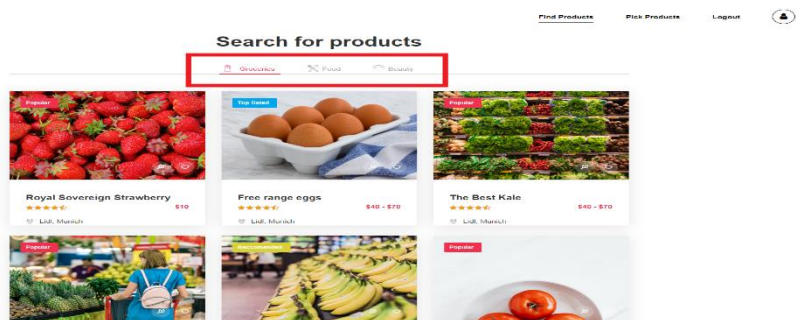 Find Products Pick Products Logout
Search for products
Groceries Food Beauty
Popular Top Rated Popular
Royal Sovereign Strawberry Free range eggs The Best Kale
$10 $40 - $70 $40 - $70
Lidl, Munich Lidl, Munich Lidl, Munich
Popular Recommended Popular